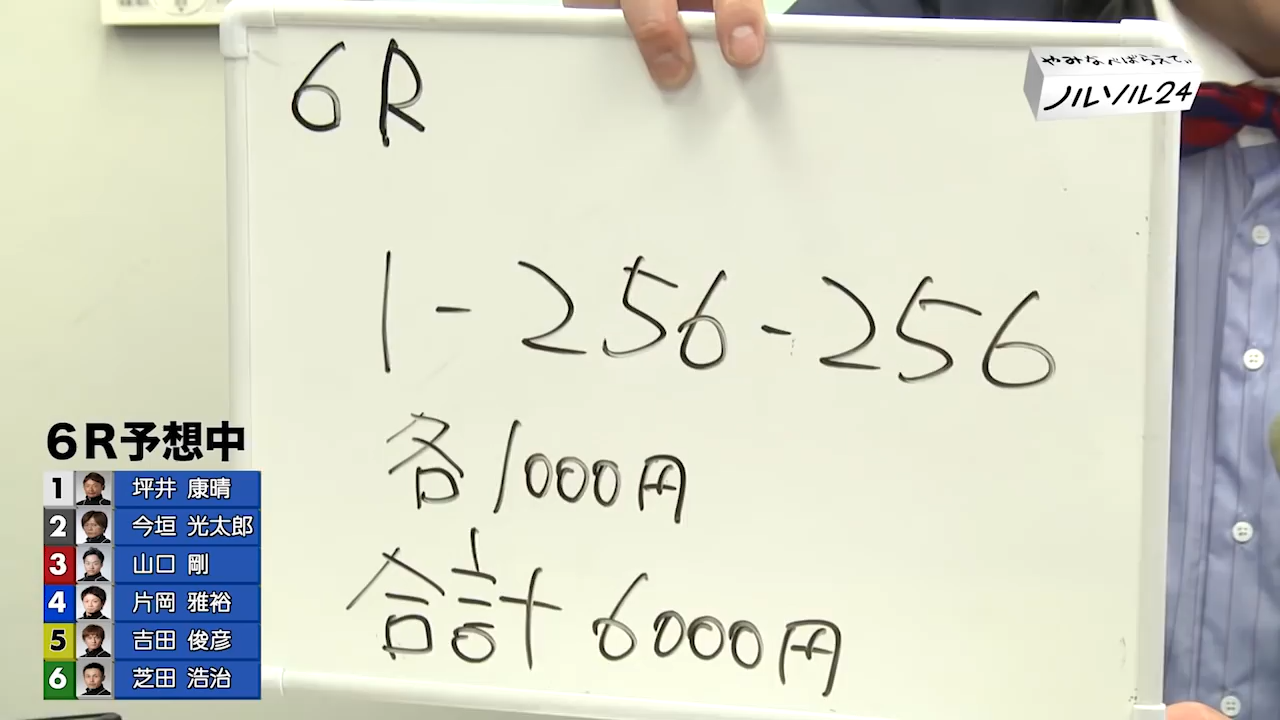 6R
やみなべばらえてぃ
ノルソル24
1-256-256
各1000円
合計6000円
6R予想中
1 坪井 康晴
2 今垣 光太郎
3 山口 剛
4 片岡 雅裕
5 吉田 俊彦
6 芝田 浩治